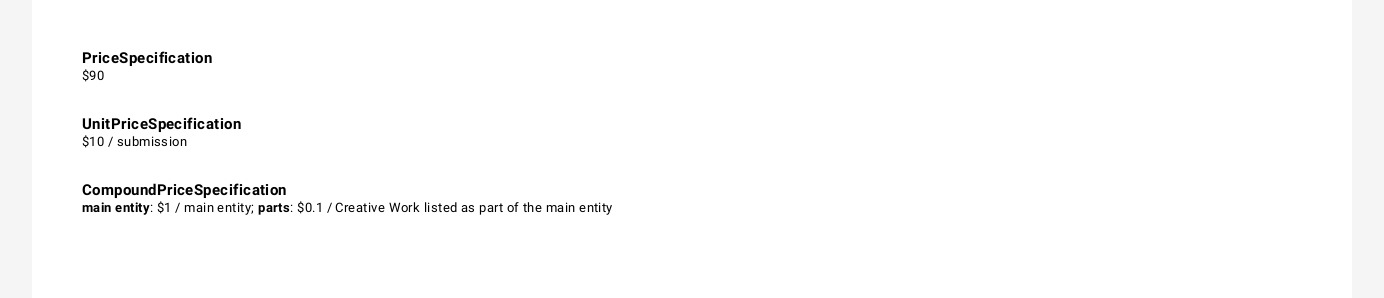 PriceSpecification
$90
UnitPriceSpecification
$10 / submission
CompoundPriceSpecification
main entity: $1 / main entity; parts: $0.1 / Creative Work listed as part of the main entity